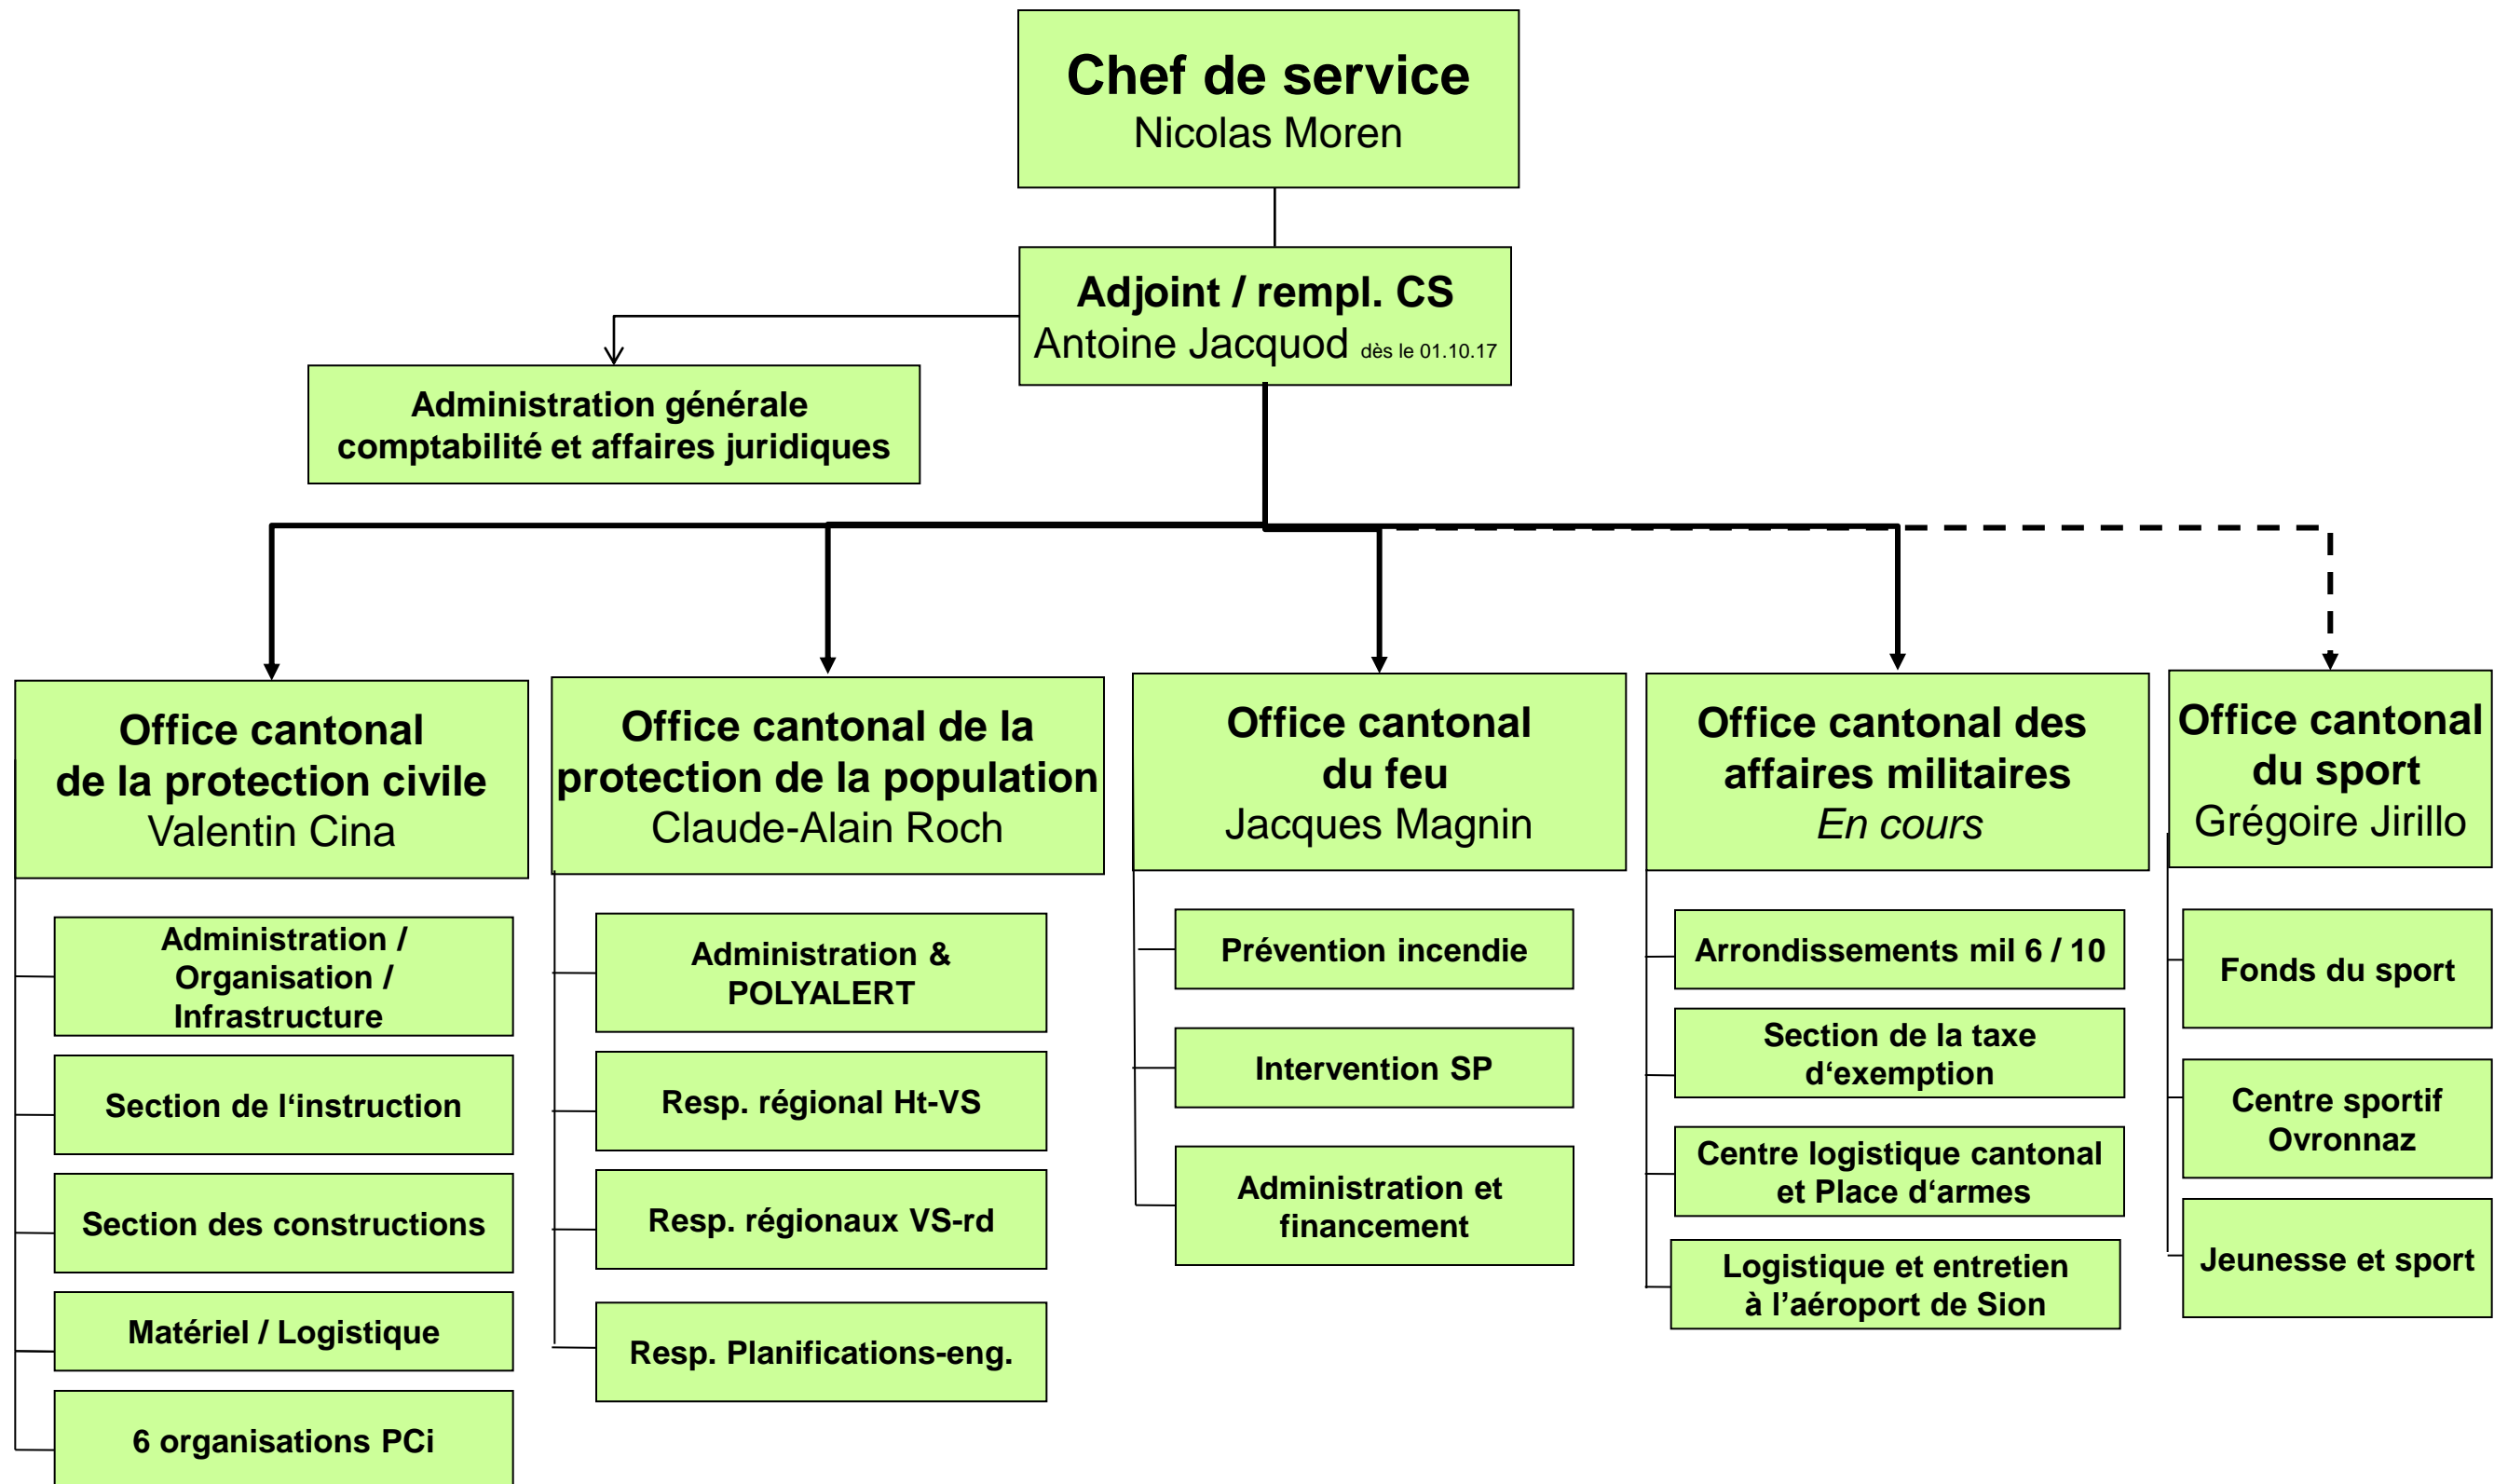 Chef de service
Nicolas Moren
Adjoint / rempl. CS
Antoine Jacquod dès le 01.10.17
Administration générale
comptabilité et affaires juridiques
Office cantonal
de la protection civile
Valentin Cina
Administration /
Organisation /
Infrastructure
Section de l‘instruction
Section des constructions
Matériel / Logistique
6 organisations PCi
Office cantonal de la
protection de la population
Claude-Alain Roch
Administration &
POLYALERT
Resp. régional Ht-VS
Resp. régionaux VS-rd
Resp. Planifications-eng.
Office cantonal
du feu
Jacques Magnin
Prévention incendie
Intervention SP
Administration et
financement
Office cantonal des
affaires militaires
En cours
Arrondissements mil 6 / 10
Section de la taxe
d‘exemption
Centre logistique cantonal
et Place d‘armes
Logistique et entretien
à l’aéroport de Sion
Office cantonal
du sport
Grégoire Jirillo
Fonds du sport
Centre sportif
Ovronnaz
Jeunesse et sport